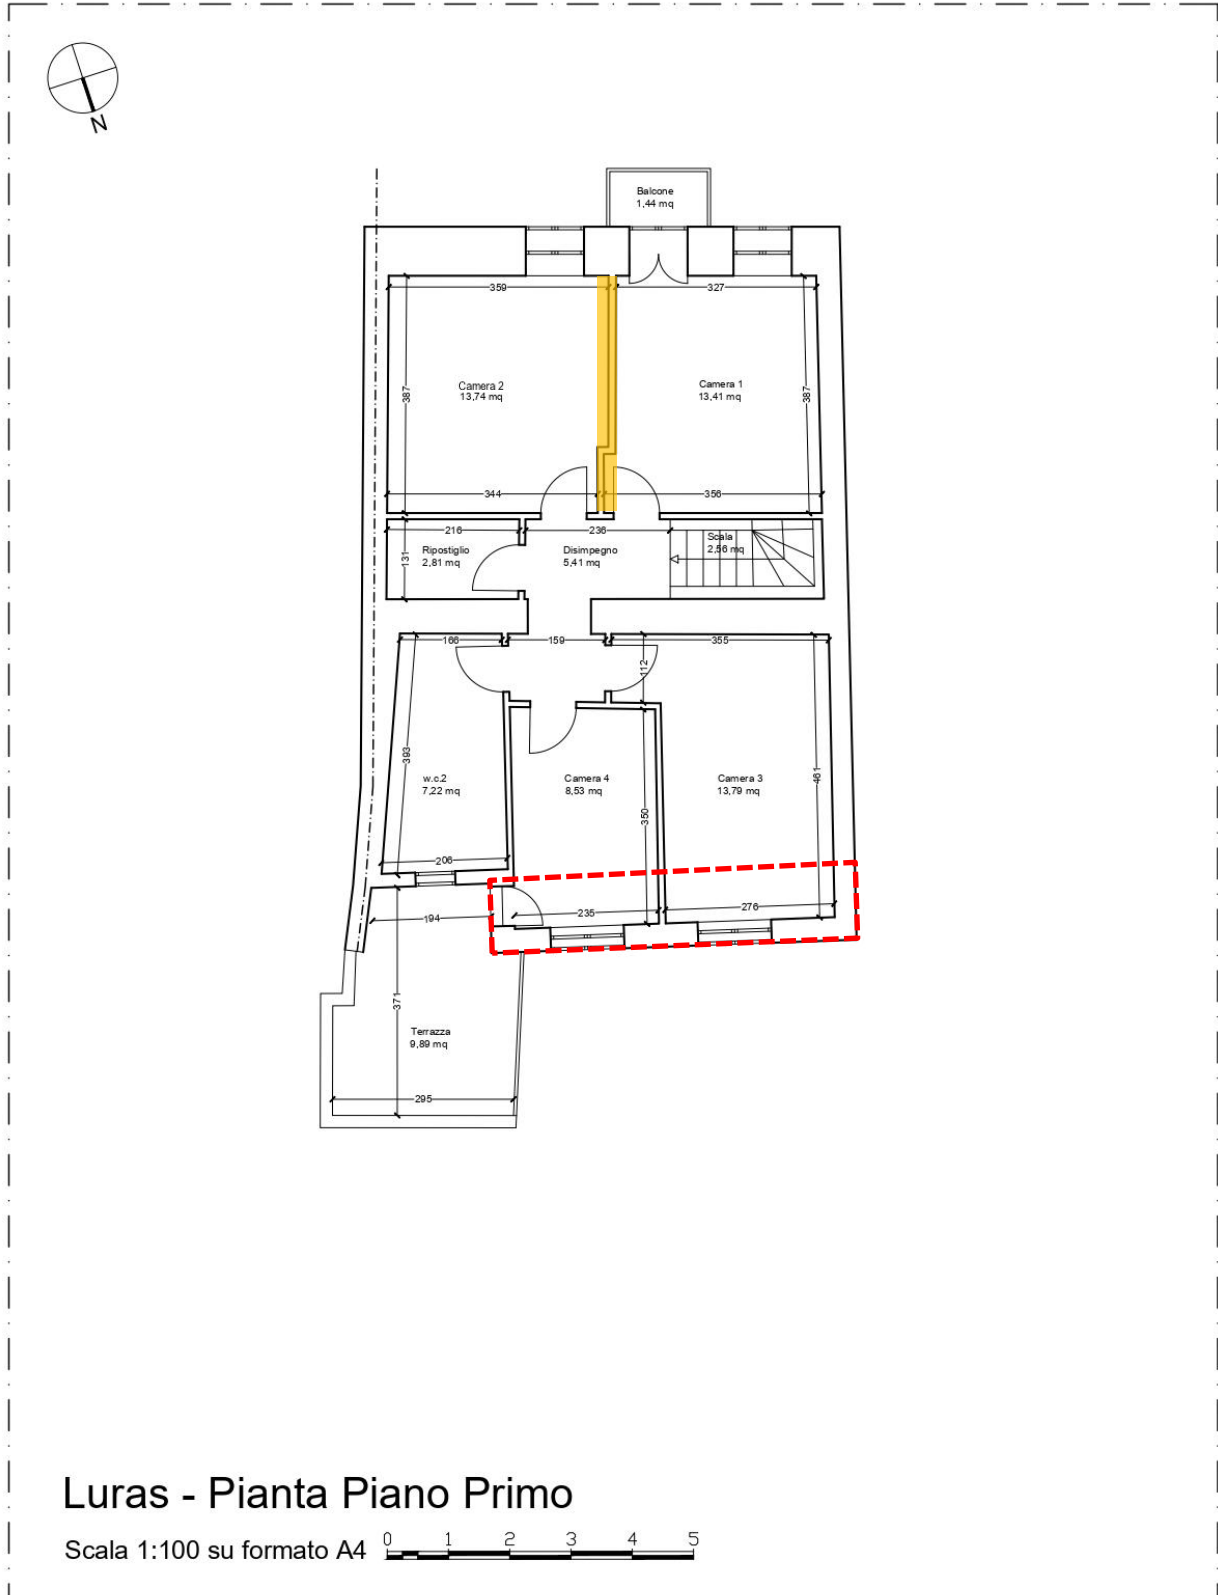 N
Balcone
1,44 mq
359
327
Camera 2
13,74 mq
Camera 1
13,41 mq
387
387
344
356
216
236
Ripostiglio
2,81 mq
131
Disimpegno
5,41 mq
Scala
2,56 mq
166
159
355
112
393
w.c.2
7,22 mq
Camera 4
8,53 mq
Camera 3
13,79 mq
461
350
206
194
235
276
371
Terrazza
9,89 mq
295
Luras - Pianta Piano Primo
Scala 1:100 su formato A4
0 1 2 3 4 5